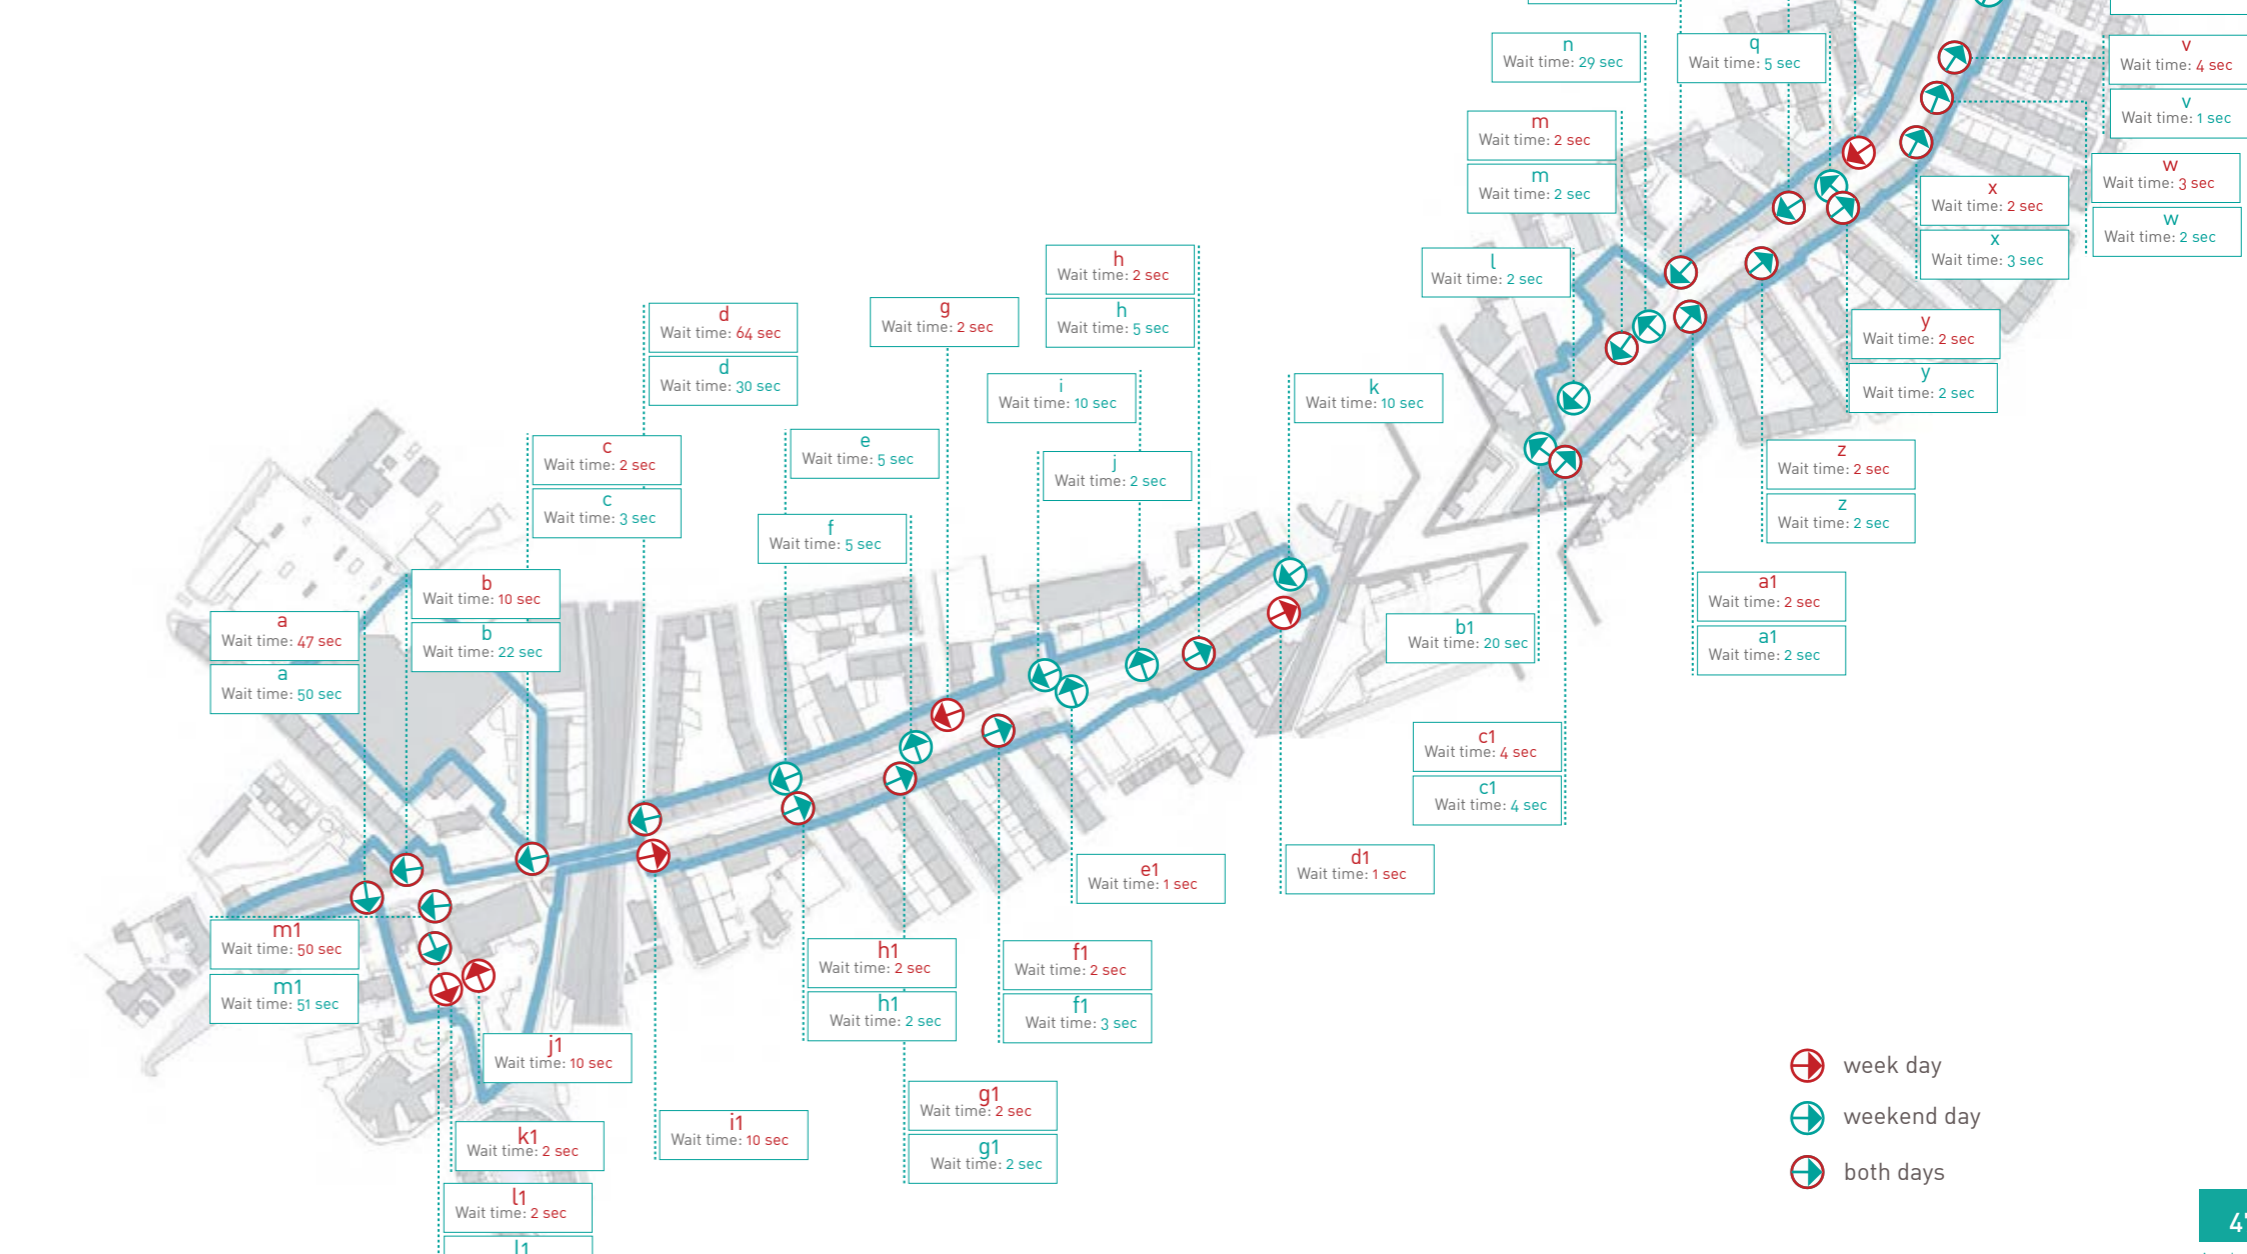 n
Wait time: 29 sec
q
Wait time: 5 sec
v
Wait time: 4 sec
v
Wait time: 1 sec
m
Wait time: 2 sec
m
Wait time: 2 sec
w
Wait time: 3 sec
w
Wait time: 2 sec
x
Wait time: 2 sec
x
Wait time: 3 sec
l
Wait time: 2 sec
h
Wait time: 2 sec
h
Wait time: 5 sec
g
Wait time: 2 sec
d
Wait time: 64 sec
d
Wait time: 30 sec
y
Wait time: 2 sec
y
Wait time: 2 sec
i
Wait time: 10 sec
k
Wait time: 10 sec
j
Wait time: 2 sec
e
Wait time: 5 sec
c
Wait time: 2 sec
c
Wait time: 3 sec
z
Wait time: 2 sec
z
Wait time: 2 sec
f
Wait time: 5 sec
b
Wait time: 10 sec
b
Wait time: 22 sec
a
Wait time: 47 sec
a
Wait time: 50 sec
a1
Wait time: 2 sec
a1
Wait time: 2 sec
b1
Wait time: 20 sec
c1
Wait time: 4 sec
c1
Wait time: 4 sec
e1
Wait time: 1 sec
d1
Wait time: 1 sec
m1
Wait time: 50 sec
m1
Wait time: 51 sec
h1
Wait time: 2 sec
h1
Wait time: 2 sec
f1
Wait time: 2 sec
f1
Wait time: 3 sec
j1
Wait time: 10 sec
g1
Wait time: 2 sec
g1
Wait time: 2 sec
i1
Wait time: 10 sec
k1
Wait time: 2 sec
l1
Wait time: 2 sec
l1
week day
weekend day
both days